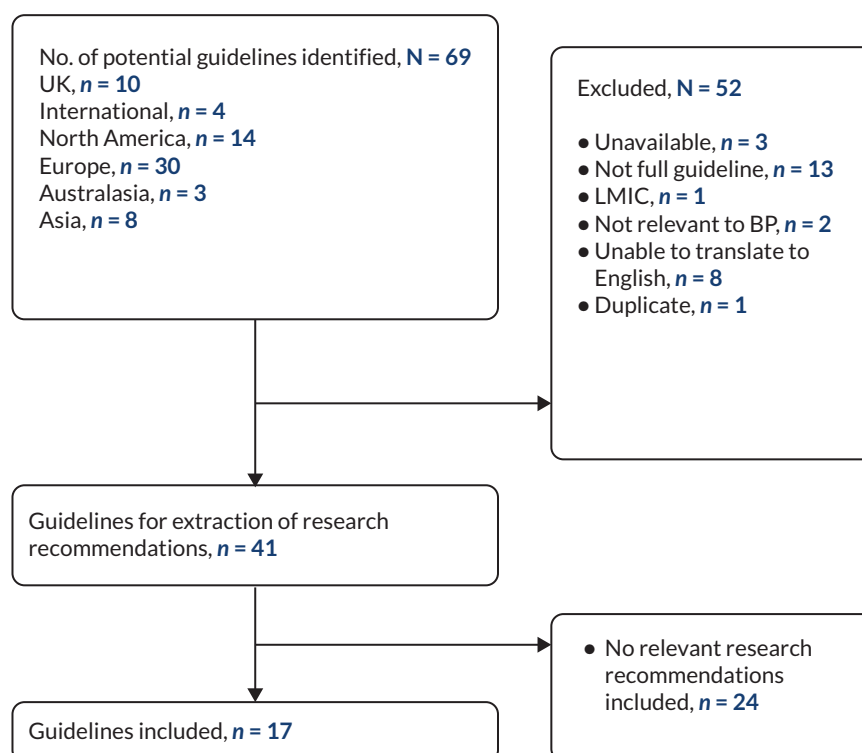 No. of potential guidelines identified, N = 69
UK, n = 10
International, n = 4
North America, n = 14
Europe, n = 30
Australasia, n = 3
Asia, n = 8
Excluded, N = 52
● Unavailable, n = 3
● Not full guideline, n = 13
● LMIC, n = 1
● Not relevant to BP, n = 2
● Unable to translate to
English, n = 8
● Duplicate, n = 1
Guidelines for extraction of research
recommendations, n = 41
● No relevant research
recommendations
included, n = 24
Guidelines included, n = 17